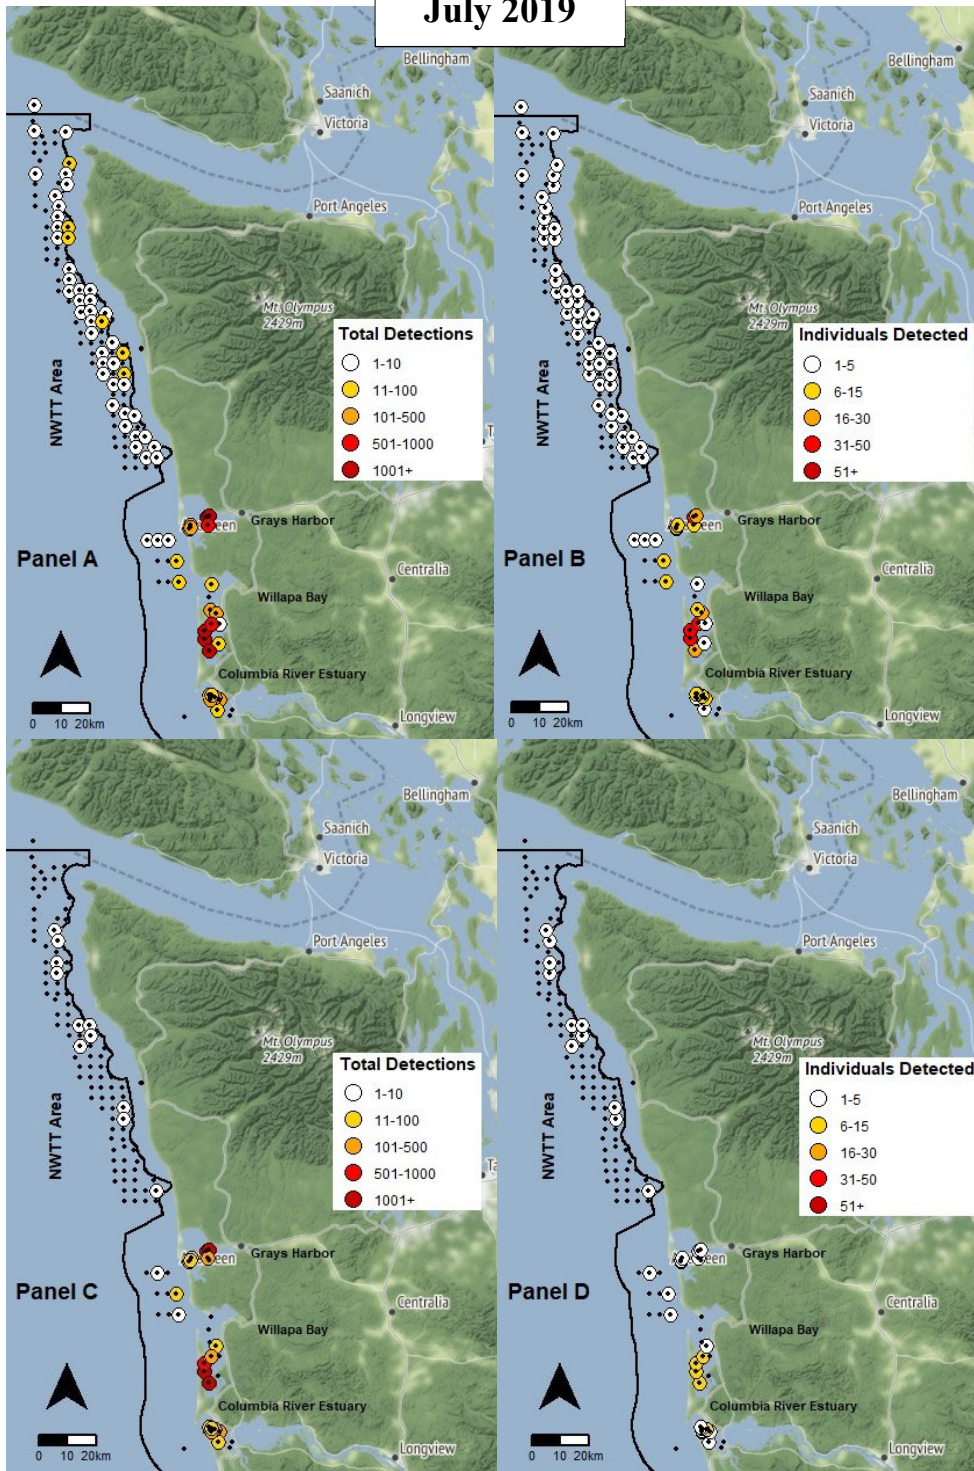 July 2019
Bellingham
Saanich
Victoria
Port Angeles
Mt. Olympus
2429m
Total Detections
1-10
11-100
101-500
501-1000
1001+
NWTT Area
Grays Harbor
Panel A
Centralia
Willapa Bay
Columbia River Estuary
0 10 20km
Longview
Bellingham
Saanich
Victoria
Port Angeles
Mt. Olympus
2429m
Individuals Detected
1-5
6-15
16-30
31-50
51+
NWTT Area
Grays Harbor
Panel B
Centralia
Willapa Bay
Columbia River Estuary
0 10 20km
Longview
Bellingham
Saanich
Victoria
Port Angeles
Mt. Olympus
2429m
Total Detections
1-10
11-100
101-500
501-1000
1001+
NWTT Area
Grays Harbor
Panel C
Centralia
Willapa Bay
Columbia River Estuary
0 10 20km
Longview
Bellingham
Saanich
Victoria
Port Angeles
Mt. Olympus
2429m
Individuals Detected
1-5
6-15
16-30
31-50
51+
NWTT Area
Grays Harbor
Panel D
Centralia
Willapa Bay
Columbia River Estuary
0 10 20km
Longview